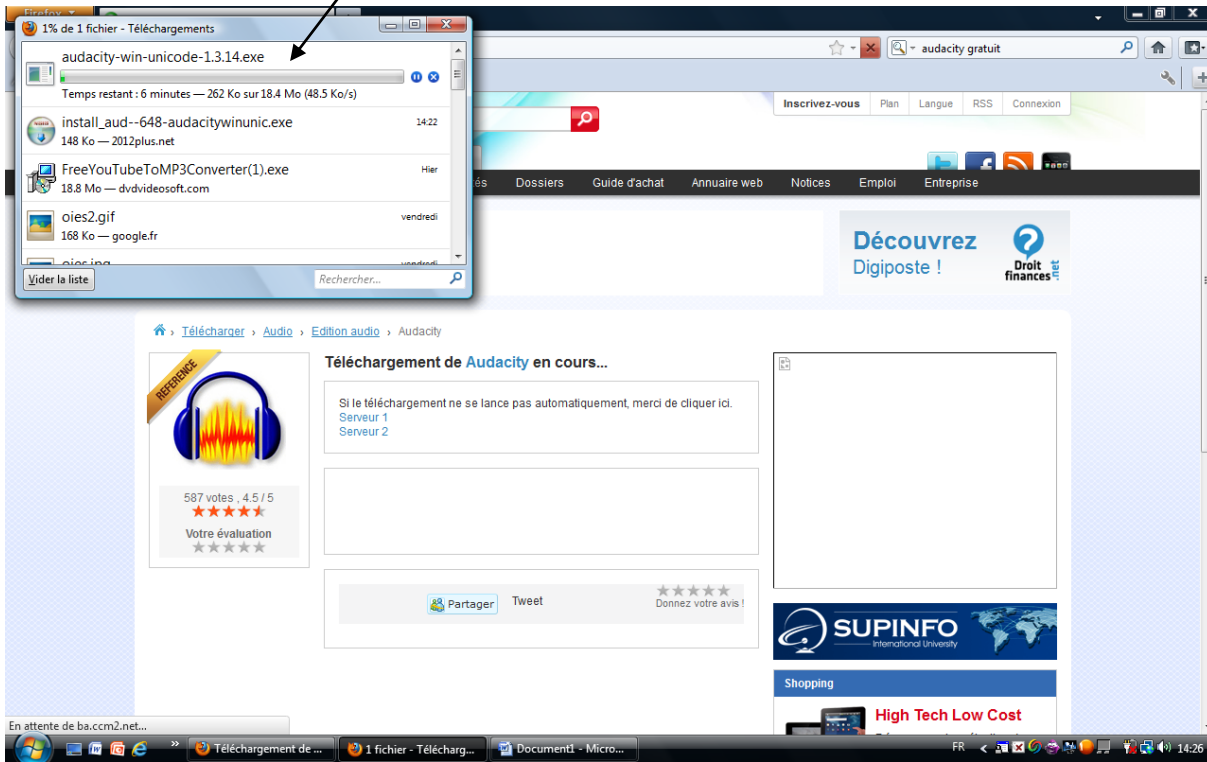 Firefox
1% de 1 fichier - Téléchargements
audacity-win-unicode-1.3.14.exe
Temps restant : 6 minutes — 262 Ko sur 18.4 Mo (48.5 Ko/s)
install_aud--648-audacitywinunic.exe
14:22
148 Ko — 2012plus.net
FreeYouTubeToMP3Converter(1).exe
Hier
18.8 Mo — dvdvideosoft.com
oies2.gif
vendredi
168 Ko — google.fr
oies.jpg
vendredi
Vider la liste
Rechercher...
audacity gratuit
Inscrivez-vous Plan Langue RSS Connexion
Dossiers Guide d'achat Annuaire web Notices Emploi Entreprise
Découvrez
Digiposte !
Droit
finances.net
Télécharger › Audio › Edition audio › Audacity
REFERENCE
587 votes , 4.5 / 5
Votre évaluation
Téléchargement de Audacity en cours...
Si le téléchargement ne se lance pas automatiquement, merci de cliquer ici.
Serveur 1
Serveur 2
Partager
Tweet
Donnez votre avis !
SUPINFO
International University
Shopping
High Tech Low Cost
En attente de ba.ccm2.net...
Téléchargement de ...
1 fichier - Télécharg...
Document1 - Micro...
FR
14:26